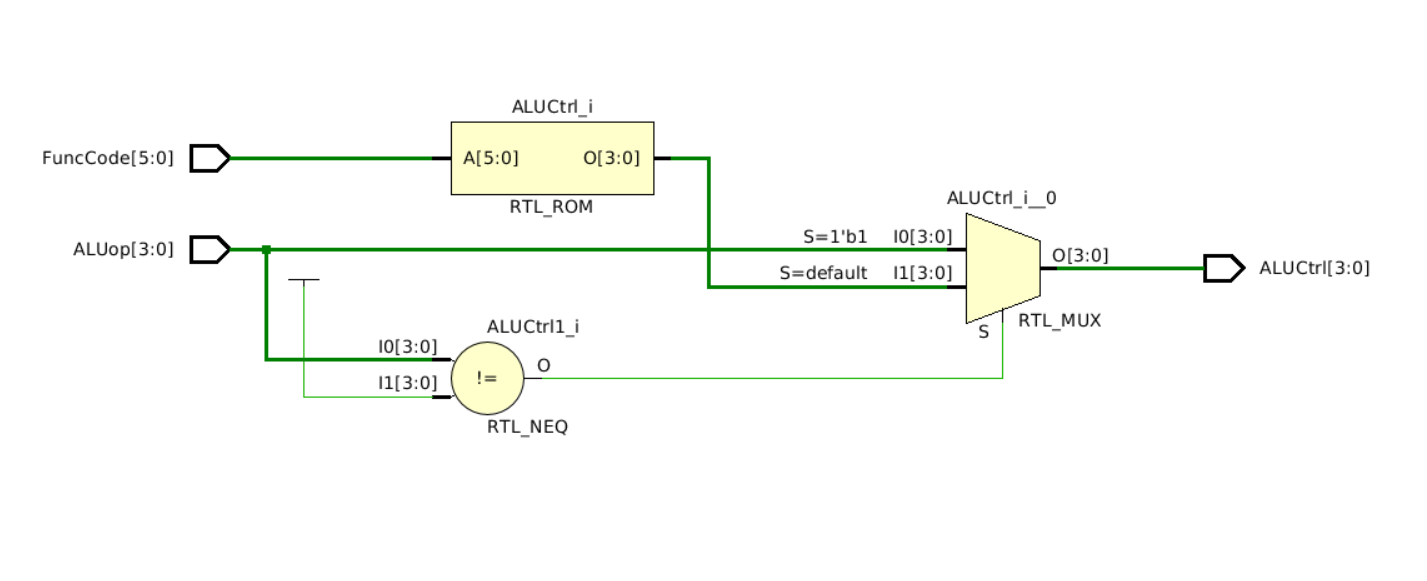 ALUCtrl_i
FuncCode[5:0]
A[5:0]
O[3:0]
RTL_ROM
ALUCtrl_i__0
ALUop[3:0]
S=1'b1
I0[3:0]
O[3:0]
ALUCtrl[3:0]
S=default
I1[3:0]
RTL_MUX
S
ALUCtrl1_i
I0[3:0]
O
!=
I1[3:0]
RTL_NEQ